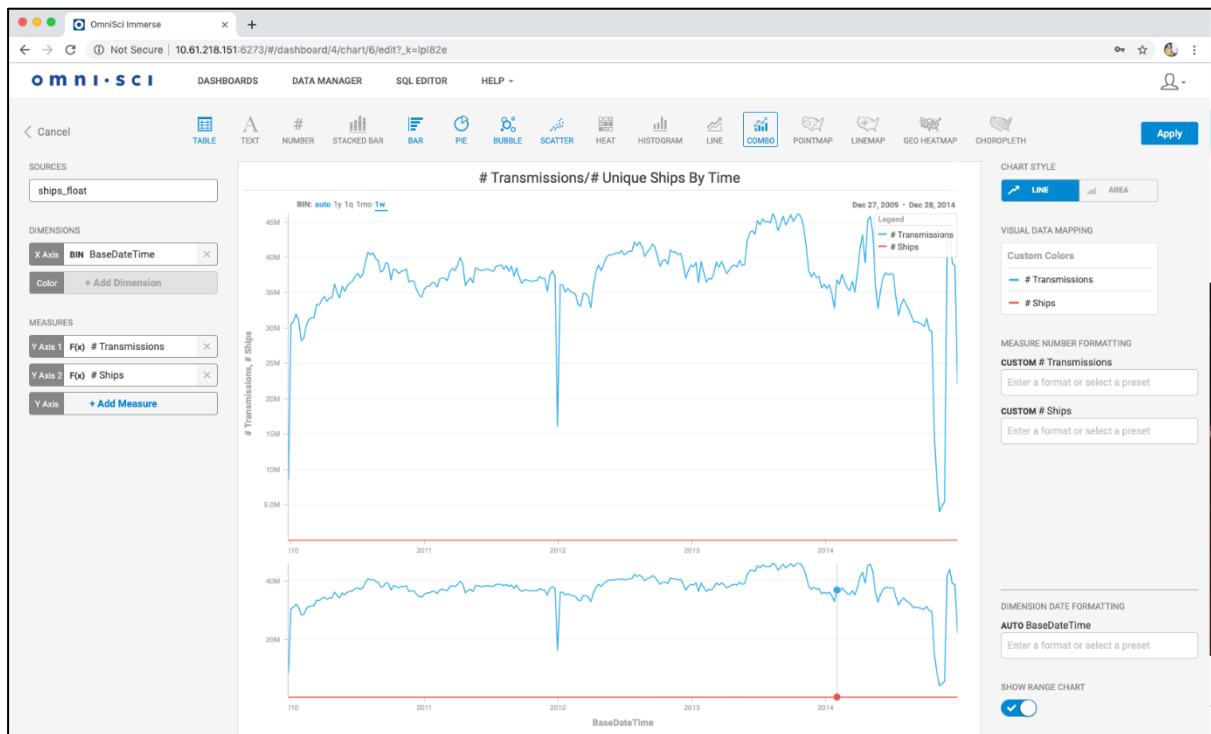 OmniSci Immerse × +
Not Secure | 10.61.218.151:6273/#/dashboard/4/chart/6/edit?_k=lpl82e
OMNI·SCI DASHBOARDS DATA MANAGER SQL EDITOR HELP
Cancel
TABLE TEXT NUMBER STACKED BAR BAR PIE BUBBLE SCATTER HEAT HISTOGRAM LINE COMBO POINTMAP LINEMAP GEO HEATMAP CHOROPLETH
Apply
SOURCES
ships_float
DIMENSIONS
X Axis BIN BaseDateTime ×
Color + Add Dimension
MEASURES
Y Axis 1 F(x) # Transmissions ×
Y Axis 2 F(x) # Ships ×
Y Axis + Add Measure
# Transmissions/# Unique Ships By Time
BIN: auto 1y 1q 1mo 1w
Dec 27, 2009 - Dec 28, 2014
Legend
# Transmissions
# Ships
# Transmissions, # Ships
45M
40M
35M
30M
25M
20M
15M
10M
5.0M
2011 2012 2013 2014
40M
20M
2011 2012 2013 2014
BaseDateTime
CHART STYLE
LINE AREA
VISUAL DATA MAPPING
Custom Colors
# Transmissions
# Ships
MEASURE NUMBER FORMATTING
CUSTOM # Transmissions
Enter a format or select a preset
CUSTOM # Ships
Enter a format or select a preset
DIMENSION DATE FORMATTING
AUTO BaseDateTime
Enter a format or select a preset
SHOW RANGE CHART